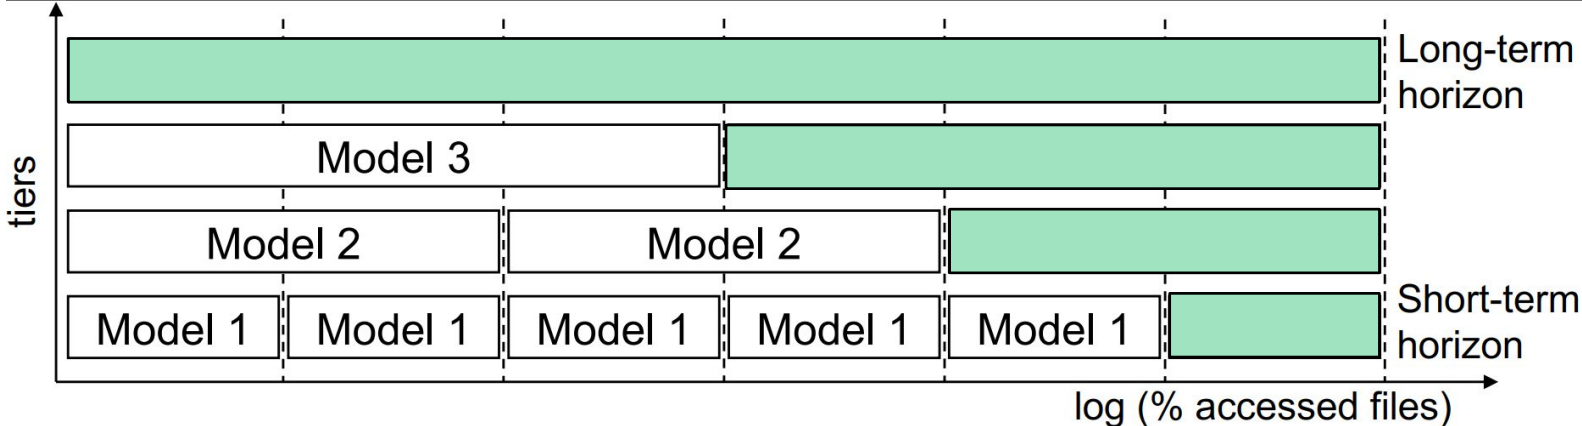 Long-term
horizon
tiers
Model 3
Model 2 Model 2
Model 1 Model 1 Model 1 Model 1 Model 1
Short-term
horizon
log (% accessed files)